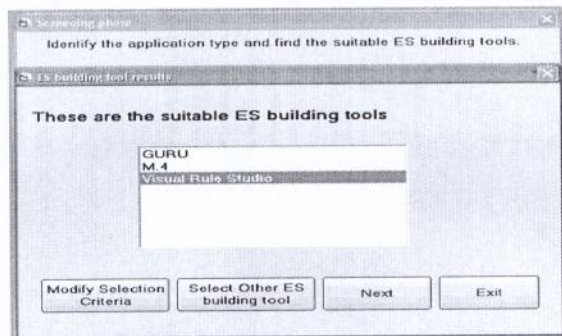 Screening phase
Identify the application type and find the suitable ES building tools.
ES building tool results
These are the suitable ES building tools
GURU
M.4
Visual Rule Studio
Modify Selection
Criteria
Select Other ES
building tool
Next
Exit